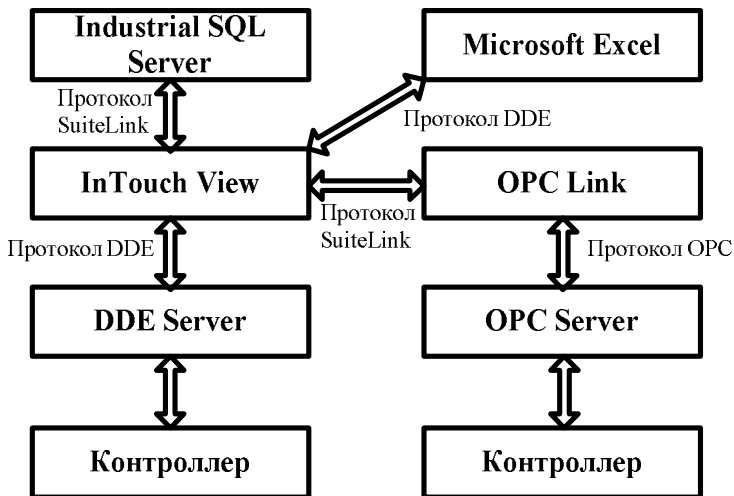 Industrial SQL
Server
Microsoft Excel
Протокол
SuiteLink
Протокол DDE
InTouch View
OPC Link
Протокол
SuiteLink
Протокол DDE
Протокол OPC
DDE Server
OPC Server
Контроллер
Контроллер